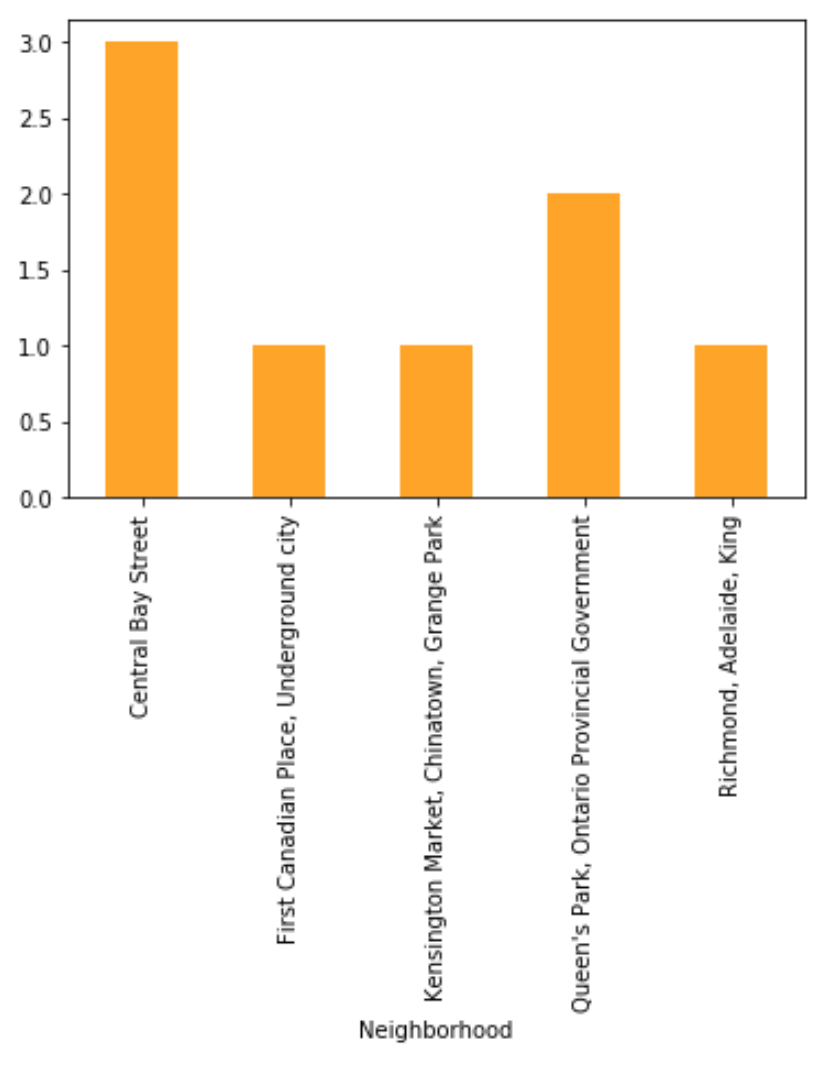 3.0
2.5
2.0
1.5
1.0
0.5
0.0
Central Bay Street
First Canadian Place, Underground city
Kensington Market, Chinatown, Grange Park
Queen's Park, Ontario Provincial Government
Richmond, Adelaide, King
Neighborhood